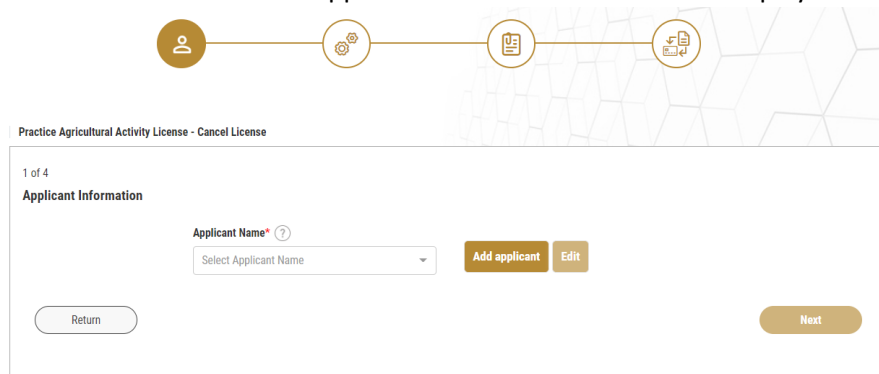 Practice Agricultural Activity License - Cancel License
1 of 4
Applicant Information
Applicant Name* ?
Select Applicant Name
Add applicant
Edit
Return
Next